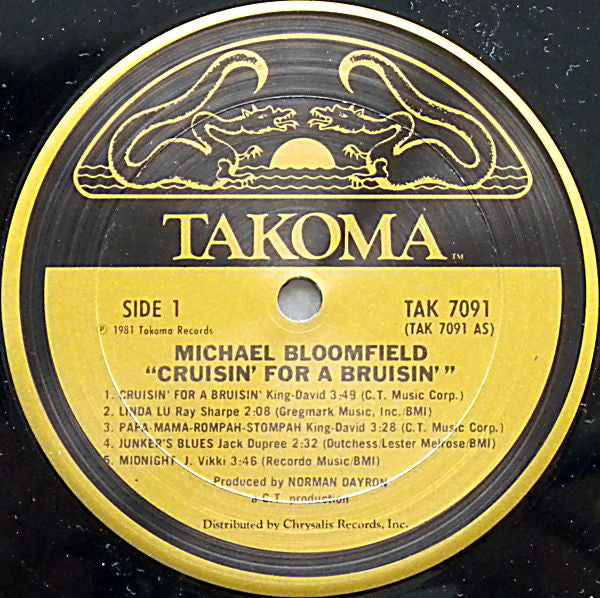 TAKOMA TM
SIDE 1 TAK 7091
℗ 1981 Takoma Records (TAK 7091 AS)
MICHAEL BLOOMFIELD
“CRUISIN’ FOR A BRUISIN’”
1. CRUISIN' FOR A BRUISIN' King-David 3:49 (C.T. Music Corp.)
2. LINDA LU Ray Sharpe 2:08 (Gregmark Music, Inc./BMI)
3. PAPA-MAMA-ROMPAH-STOMPAH King-David 3:28 (C.T. Music Corp.)
4. JUNKER'S BLUES Jack Dupree 2:32 (Dutchess/Lester Melrose/BMI)
5. MIDNIGHT J. Vikki 3:46 (Recordo Music/BMI)
Produced by NORMAN DAYRON
a C.T. production
Distributed by Chrysalis Records, Inc.